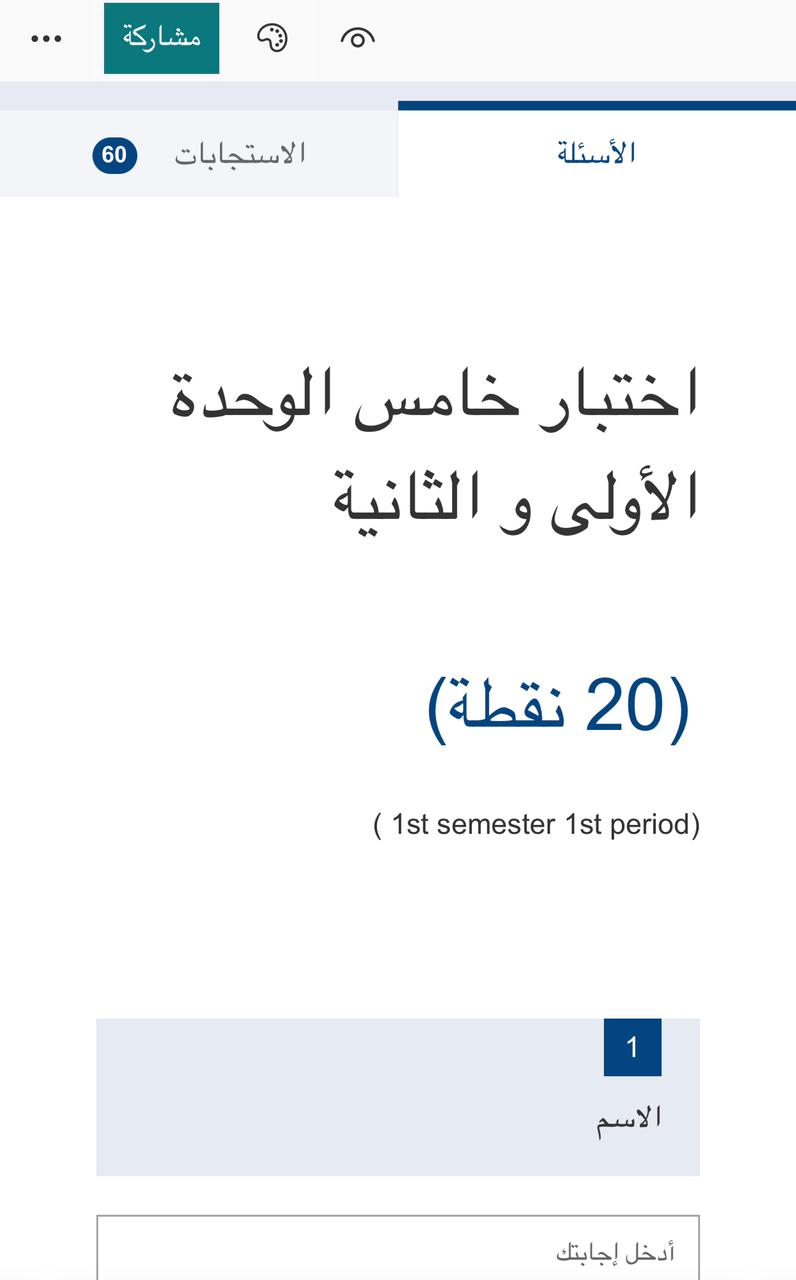 مشاركة
الأسئلة
الاستجابات 60
اختبار خامس الوحدة
الأولى و الثانية
(20 نقطة)
( 1st semester 1st period)
1
الاسم
أدخل إجابتك